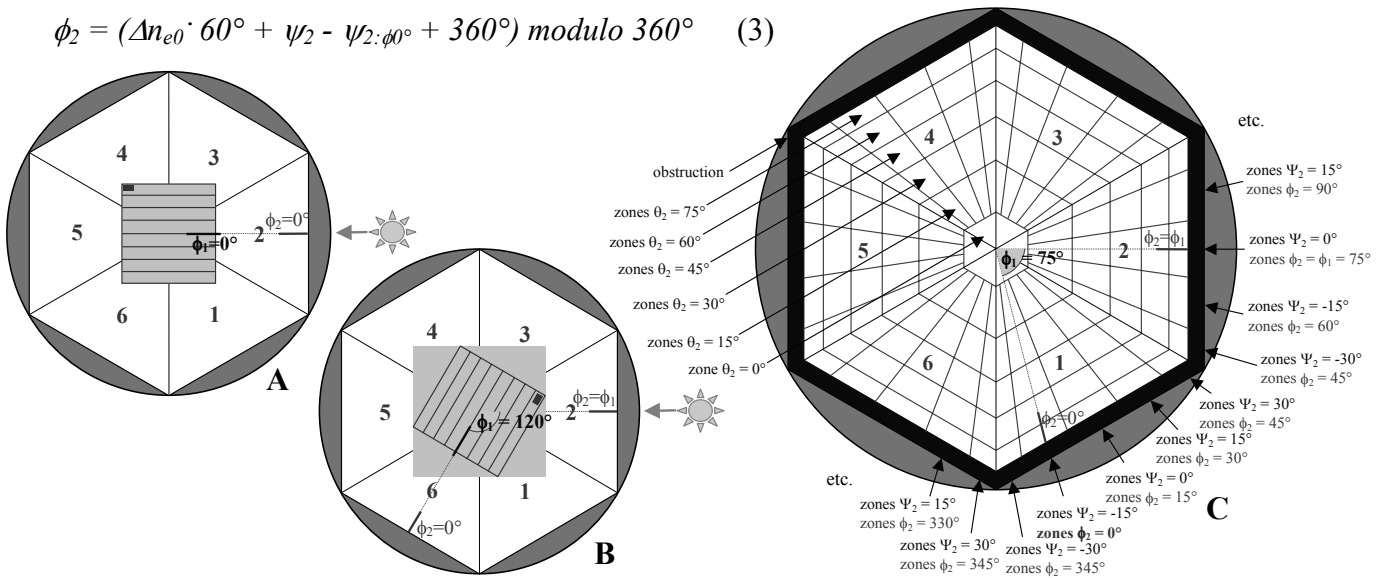 ϕ₂ = (Δnₑ₀· 60° + ψ₂ - ψ₂:ϕ₀° + 360°) modulo 360° (3)
4
3
5
2
6
1
ϕ₂=0°
ϕ₁=0°
A
4
3
5
2
6
1
ϕ₂=ϕ₁
ϕ₁ = 120°
ϕ₂=0°
B
obstruction
zones θ₂ = 75°
zones θ₂ = 60°
zones θ₂ = 45°
zones θ₂ = 30°
zones θ₂ = 15°
zone θ₂ = 0°
4
3
5
2
6
1
ϕ₂=ϕ₁
ϕ₁ = 75°
ϕ₂=0°
etc.
zones Ψ₂ = 15°
zones ϕ₂ = 90°
zones Ψ₂ = 0°
zones ϕ₂ = ϕ₁ = 75°
zones Ψ₂ = -15°
zones ϕ₂ = 60°
zones Ψ₂ = -30°
zones ϕ₂ = 45°
zones Ψ₂ = 30°
zones ϕ₂ = 45°
zones Ψ₂ = 15°
zones ϕ₂ = 30°
zones Ψ₂ = 0°
zones ϕ₂ = 15°
zones Ψ₂ = -15°
zones ϕ₂ = 0°
zones Ψ₂ = -30°
zones ϕ₂ = 345°
zones Ψ₂ = 30°
zones ϕ₂ = 345°
zones Ψ₂ = 15°
zones ϕ₂ = 330°
etc.
C